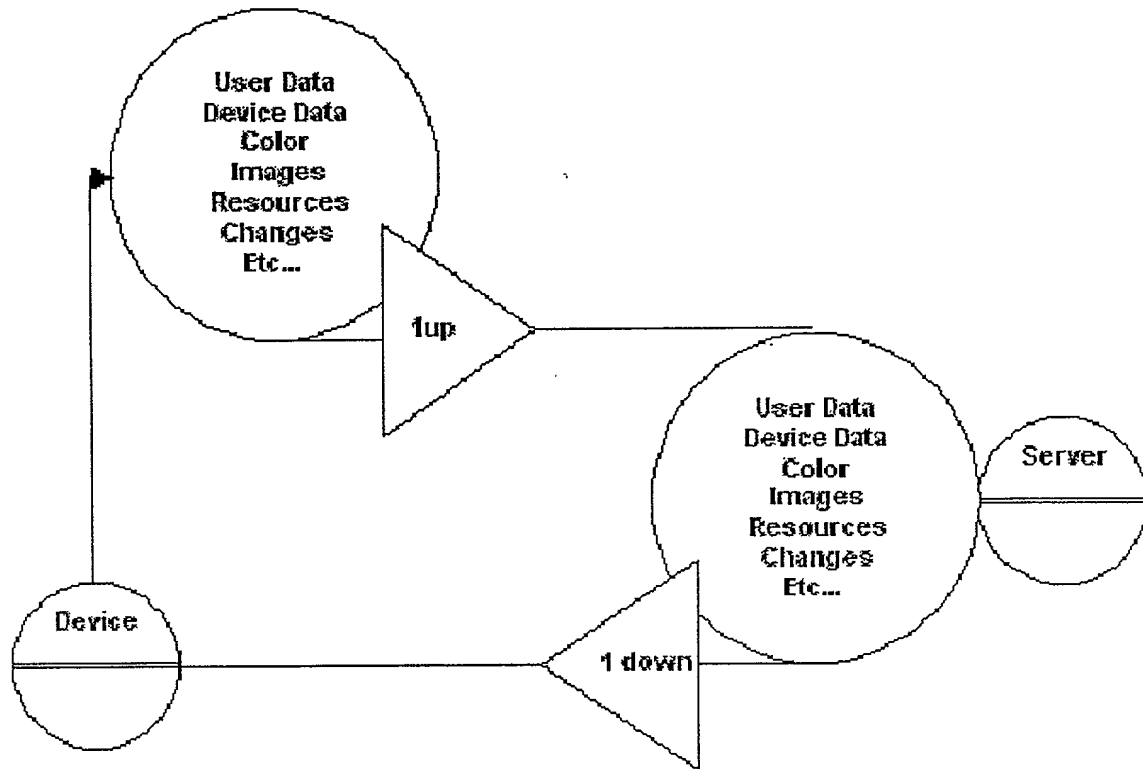 User Data
Device Data
Color
Images
Resources
Changes
Etc...
1up
User Data
Device Data
Color
Images
Resources
Changes
Etc...
Server
Device
1 down